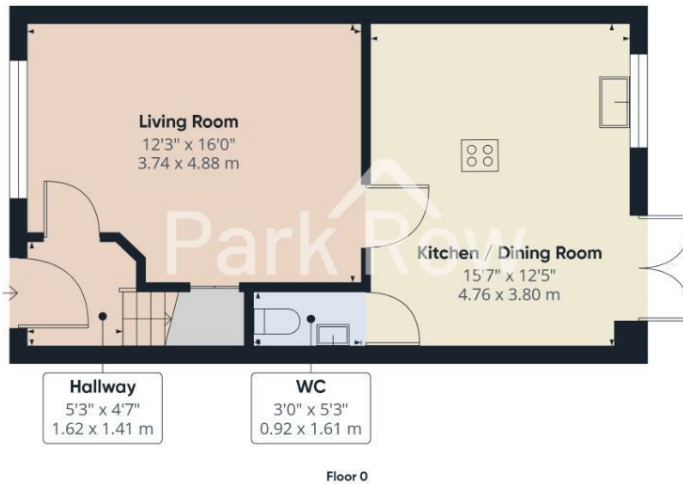 Living Room
12'3" x 16'0"
3.74 x 4.88 m
Park Row
Kitchen / Dining Room
15'7" x 12'5"
4.76 x 3.80 m
Hallway
5'3" x 4'7"
1.62 x 1.41 m
WC
3'0" x 5'3"
0.92 x 1.61 m
Floor 0